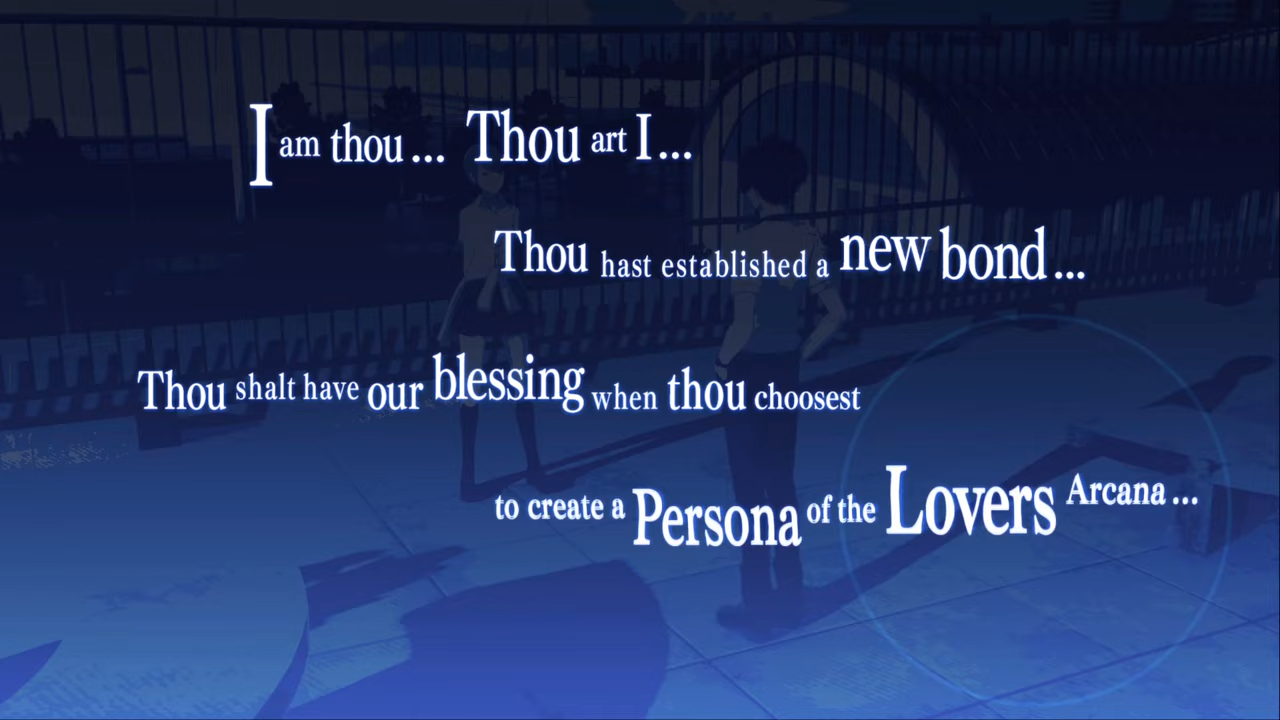 I am thou... Thou art I...
Thou hast established a new bond...
Thou shalt have our blessing when thou choosest
to create a Persona of the Lovers Arcana...